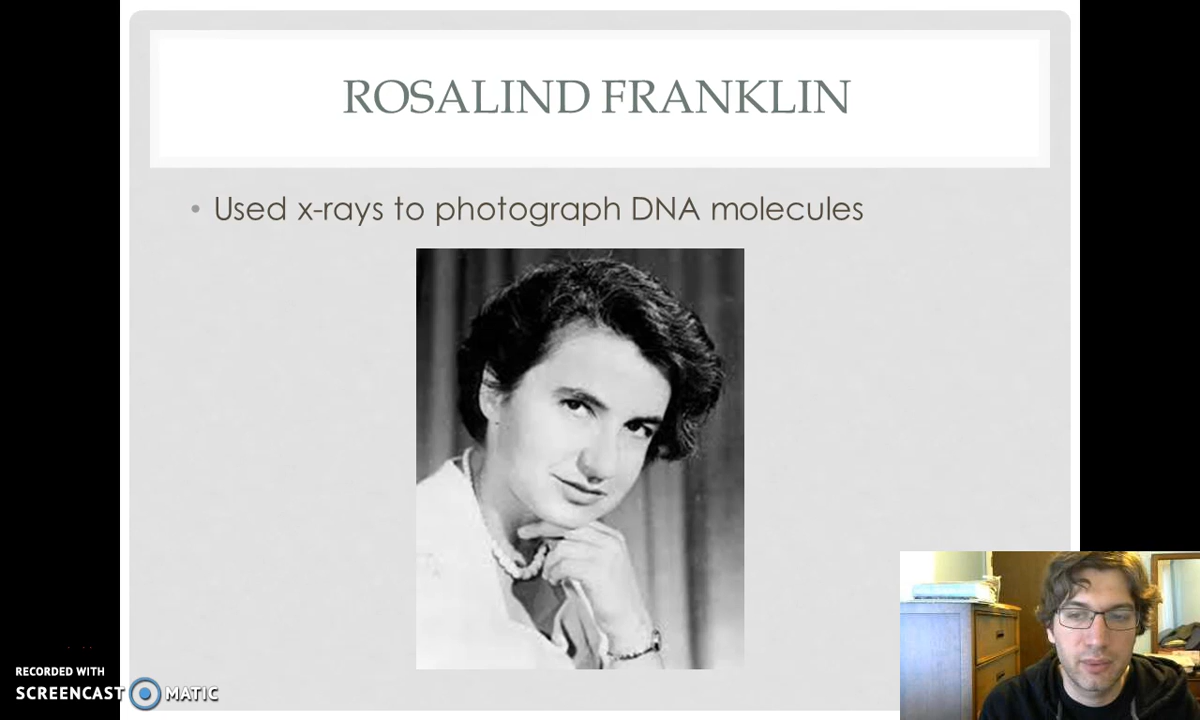 ROSALIND FRANKLIN
• Used x-rays to photograph DNA molecules
RECORDED WITH
SCREENCAST MATIC